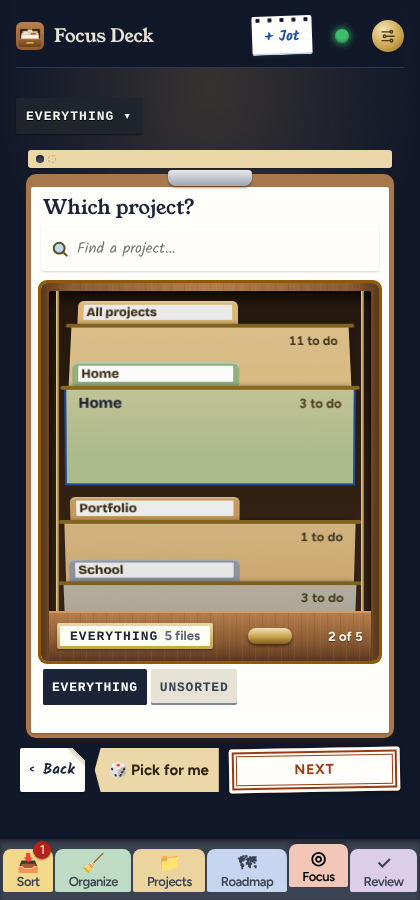 Focus Deck
+ Jot
EVERYTHING ▾
Which project?
Find a project...
All projects
11 to do
Home
Home
3 to do
Portfolio
1 to do
School
3 to do
EVERYTHING 5 files
2 of 5
EVERYTHING
UNSORTED
‹ Back
Pick for me
NEXT
1
Sort
Organize
Projects
Roadmap
Focus
Review